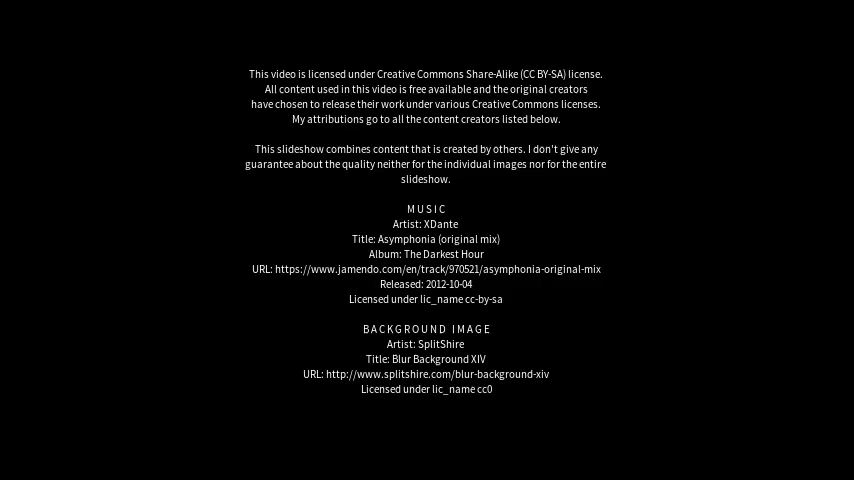 This video is licensed under Creative Commons Share-Alike (CC BY-SA) license.
All content used in this video is free available and the original creators
have chosen to release their work under various Creative Commons licenses.
My attributions go to all the content creators listed below.
This slideshow combines content that is created by others. I don't give any
guarantee about the quality neither for the individual images nor for the entire
slideshow.
MUSIC
Artist: XDante
Title: Asymphonia (original mix)
Album: The Darkest Hour
URL: https://www.jamendo.com/en/track/970521/asymphonia-original-mix
Released: 2012-10-04
Licensed under lic_name cc-by-sa
BACKGROUND IMAGE
Artist: SplitShire
Title: Blur Background XIV
URL: http://www.splitshire.com/blur-background-xiv
Licensed under lic_name cc0